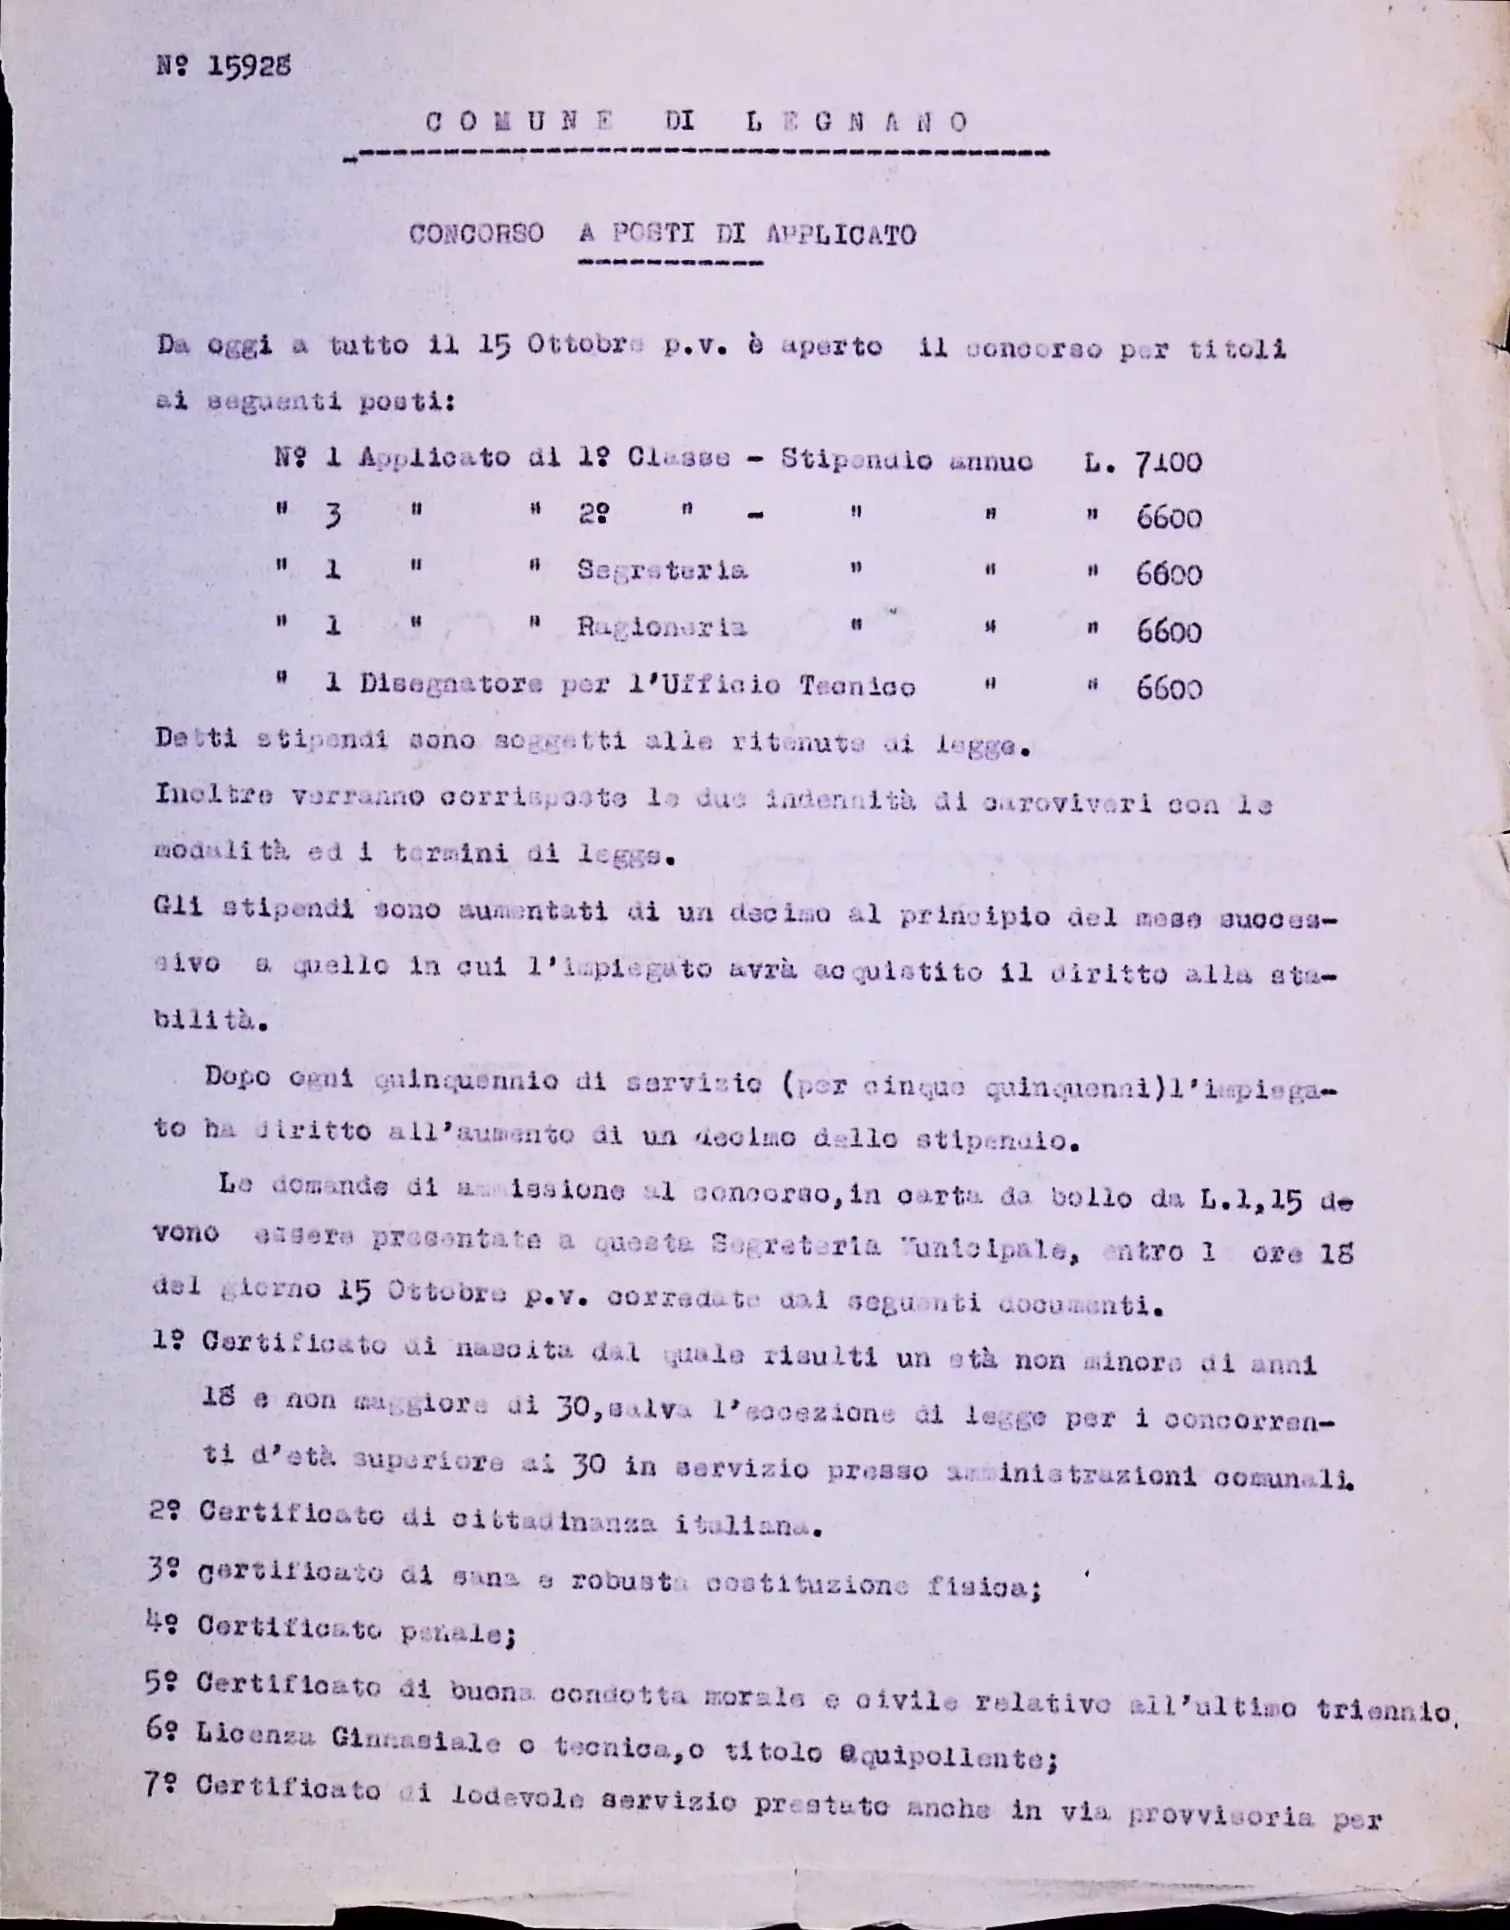 Nº 15928
COMUNE DI LEGNANO
CONCORSO A POSTI DI APPLICATO
Da oggi a tutto il 15 Ottobre p.v. è aperto il concorso per titoli
ai seguenti posti:
Nº 1 Applicato di 1º Classe - Stipendio annuo L. 7100
" 3 " " 2º " - " " " 6600
" 1 " " Segreteria " " " 6600
" 1 " " Ragioneria " " " 6600
" 1 Disegnatore per l'Ufficio Tecnico " " 6600
Detti stipendi sono soggetti alle ritenute di legge.
Inoltre verranno corrisposte le due indennità di caroviveri con le
modalità ed i termini di legge.
Gli stipendi sono aumentati di un decimo al principio del mese succes-
sivo a quello in cui l'impiegato avrà acquistito il diritto alla sta-
bilità.
Dopo ogni quinquennio di servizio (per cinque quinquenni)l'impiega-
to ha diritto all'aumento di un decimo dello stipendio.
Le domande di ammissione al concorso,in carta da bollo da L.1,15 de
vono essere presentate a questa Segreteria Municipale, entro le ore 18
del giorno 15 Ottobre p.v. corredate dai seguenti documenti.
1º Certificato di nascita dal quale risulti un età non minore di anni
18 e non maggiore di 30,salva l'eccezione di legge per i concorren-
ti d'età superiore ai 30 in servizio presso amministrazioni comunali.
2º Certificato di cittadinanza italiana.
3º Certificato di sana e robusta costituzione fisica;
4º Certificato penale;
5º Certificato di buona condotta morale e civile relativo all'ultimo triennio.
6º Licenza Ginnasiale o tecnica,o titolo equipollente;
7º Certificato di lodevole servizio prestato anche in via provvisoria per